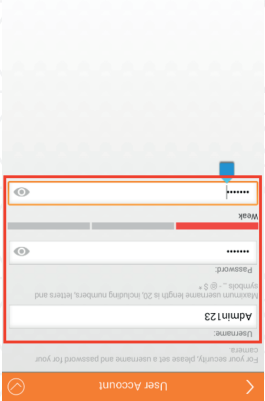 User Account
For your security, please set a username and password for your
camera
Username:
Admin123
Maximum username length is 20, including numbers, letters and
symbols _ - @ $ *
Password:
•••••••
Weak
•••••••